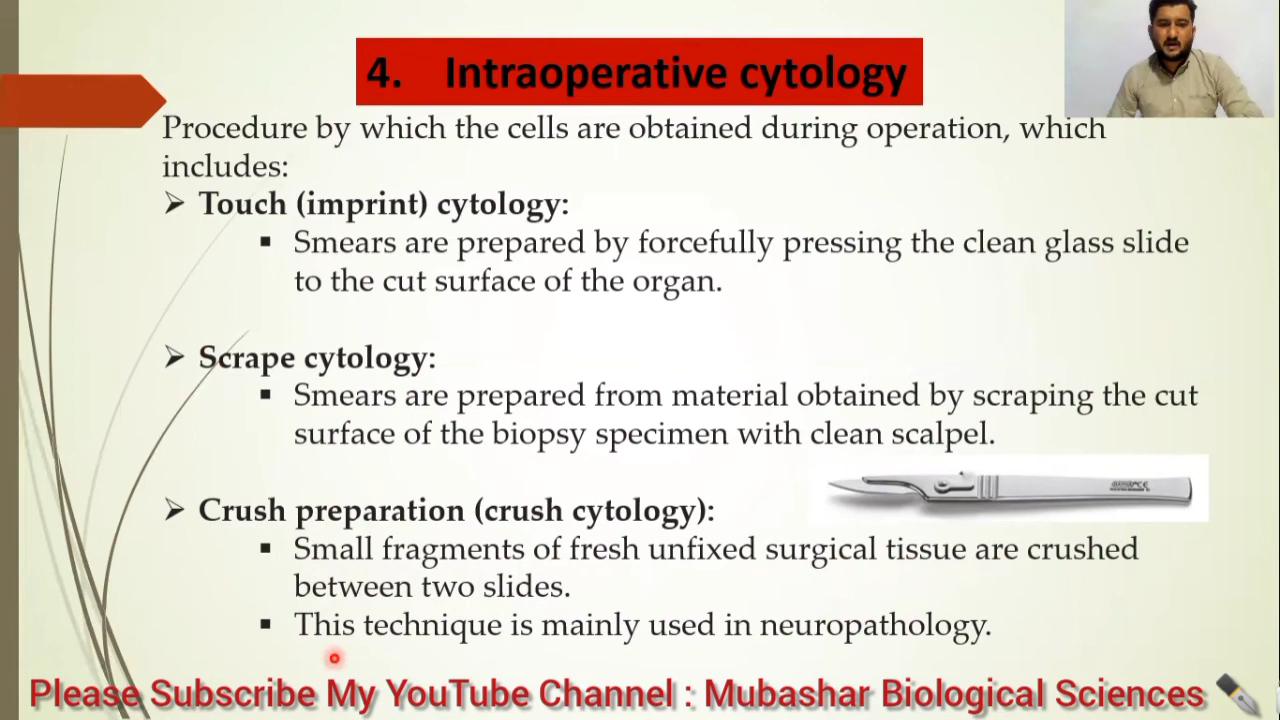 4. Intraoperative cytology
Procedure by which the cells are obtained during operation, which
includes:
➢ Touch (imprint) cytology:
▪ Smears are prepared by forcefully pressing the clean glass slide
to the cut surface of the organ.
➢ Scrape cytology:
▪ Smears are prepared from material obtained by scraping the cut
surface of the biopsy specimen with clean scalpel.
➢ Crush preparation (crush cytology):
▪ Small fragments of fresh unfixed surgical tissue are crushed
between two slides.
▪ This technique is mainly used in neuropathology.
Please Subscribe My YouTube Channel : Mubashar Biological Sciences